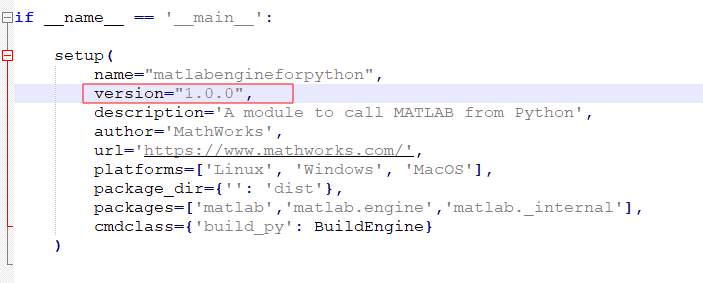 if __name__ == '__main__':
setup(
name="matlabengineforpython",
version="1.0.0",
description='A module to call MATLAB from Python',
author='MathWorks',
url='https://www.mathworks.com/',
platforms=['Linux', 'Windows', 'MacOS'],
package_dir={'': 'dist'},
packages=['matlab','matlab.engine','matlab._internal'],
cmdclass={'build_py': BuildEngine}
)